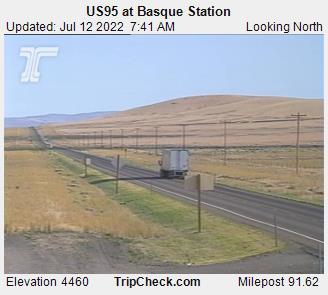 US95 at Basque Station
Updated: Jul 12 2022 7:41 AM Looking North
Elevation 4460 TripCheck.com Milepost 91.62